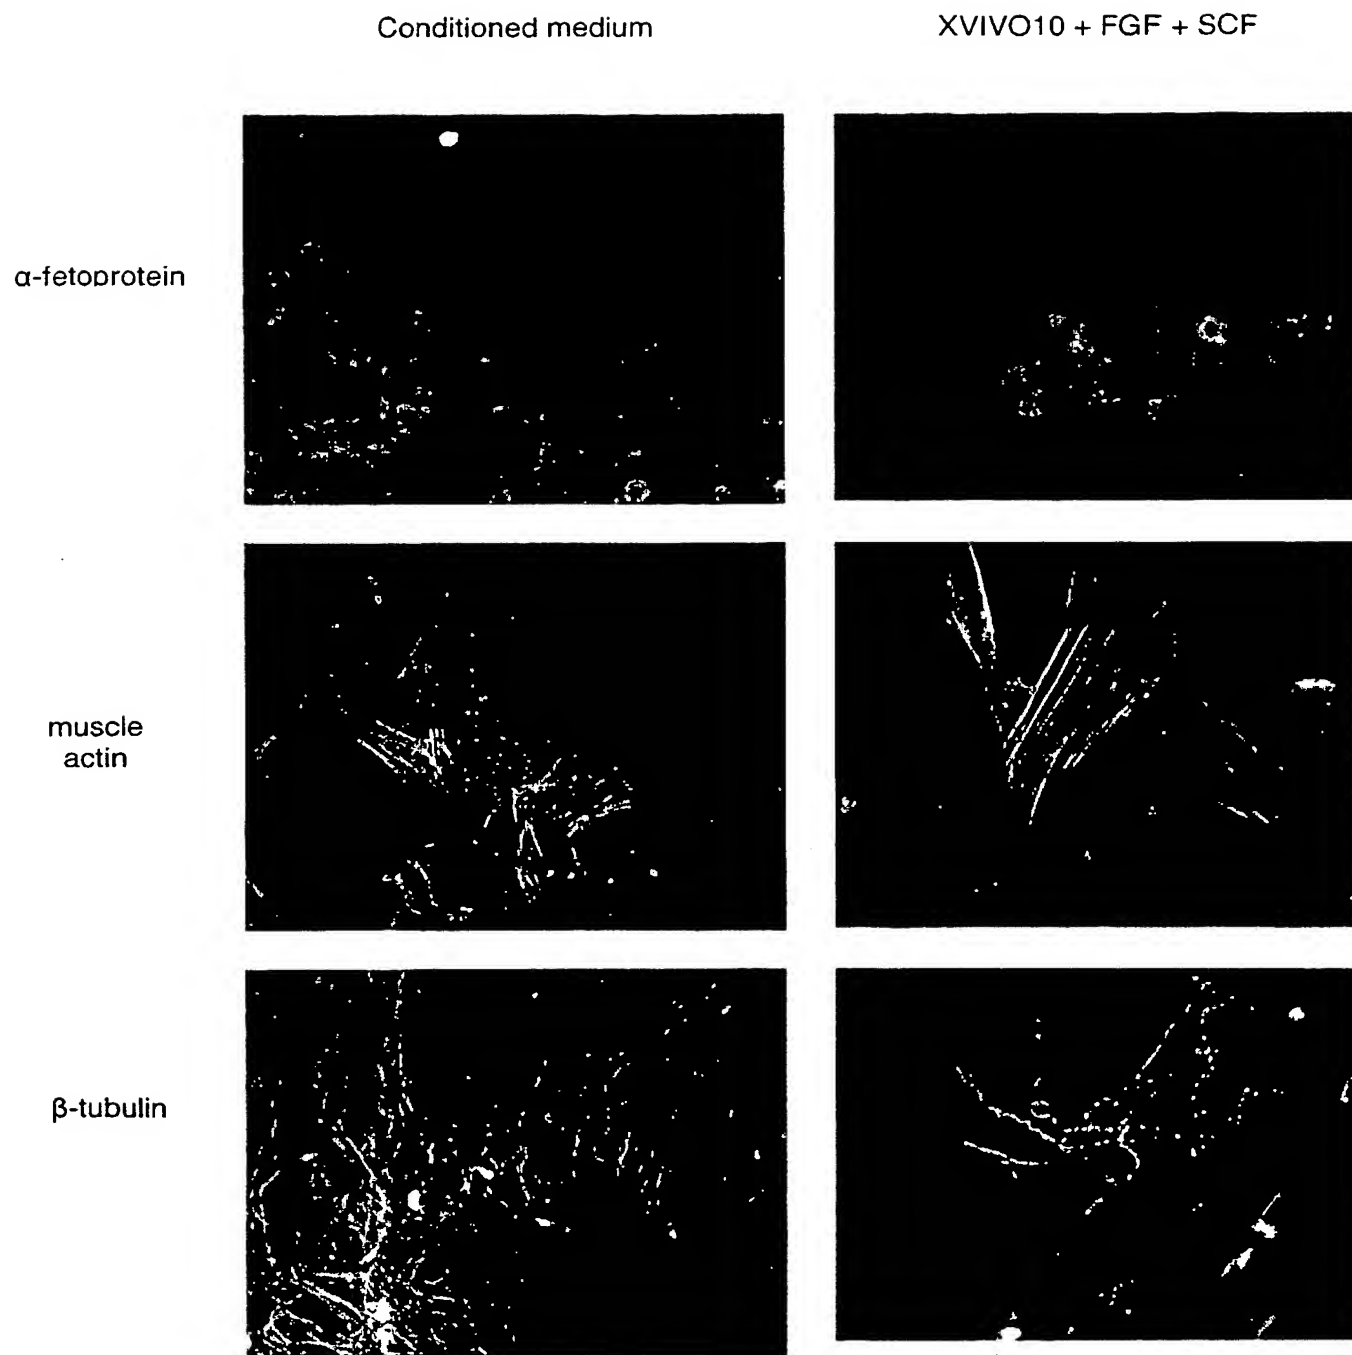 Conditioned medium
XVIVO10 + FGF + SCF
α-fetoprotein
muscle
actin
β-tubulin